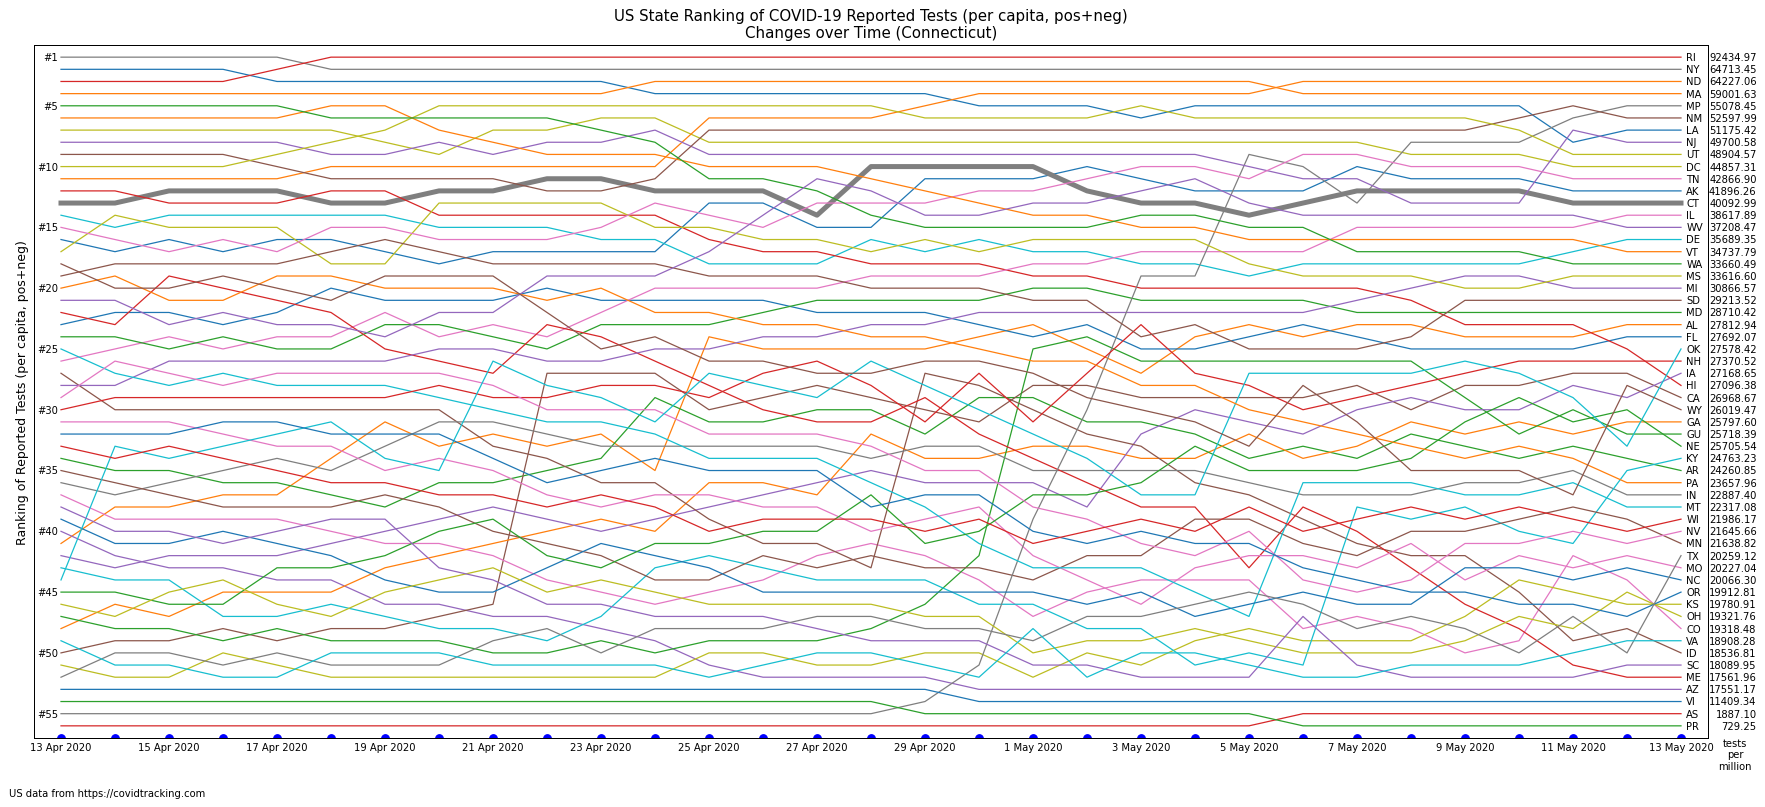 US State Ranking of COVID-19 Reported Tests (per capita, pos+neg)
Changes over Time (Connecticut)
Ranking of Reported Tests (per capita, pos+neg)
#1
#5
#10
#15
#20
#25
#30
#35
#40
#45
#50
#55
RI 92434.97
NY 64713.45
ND 64227.06
MA 59001.63
MP 55078.45
NM 52597.99
LA 51175.42
NJ 49700.58
UT 48904.57
DC 44857.31
TN 42866.90
AK 41896.26
CT 40092.99
IL 38617.89
WV 37208.47
DE 35689.35
VT 34737.79
WA 33660.49
MS 33616.60
MI 30866.57
SD 29213.52
MD 28710.42
AL 27812.94
FL 27692.07
OK 27578.42
NH 27370.52
IA 27168.65
HI 27096.38
CA 26968.67
WY 26019.47
GA 25797.60
GU 25718.39
NE 25705.54
KY 24763.23
AR 24260.85
PA 23657.96
IN 22887.40
MT 22317.08
WI 21986.17
NV 21645.66
MN 21638.82
TX 20259.12
MO 20227.04
NC 20066.30
OR 19912.81
KS 19780.91
OH 19321.76
CO 19318.48
VA 18908.28
ID 18536.81
SC 18089.95
ME 17561.96
AZ 17551.17
VI 11409.34
AS 1887.10
PR 729.25
13 Apr 2020 15 Apr 2020 17 Apr 2020 19 Apr 2020 21 Apr 2020 23 Apr 2020 25 Apr 2020 27 Apr 2020 29 Apr 2020 1 May 2020 3 May 2020 5 May 2020 7 May 2020 9 May 2020 11 May 2020 13 May 2020
tests
per
million
US data from https://covidtracking.com